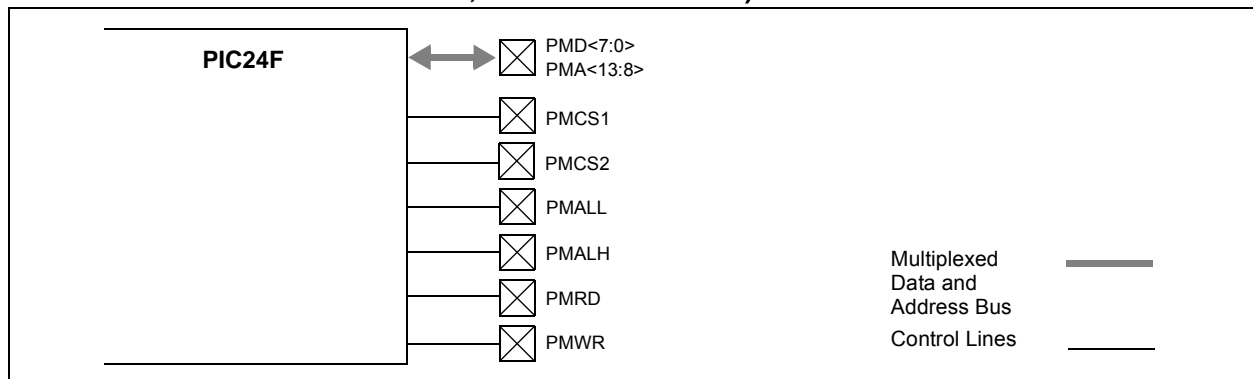 PIC24F
PMD<7:0>
PMA<13:8>
PMCS1
PMCS2
PMALL
PMALH
PMRD
PMWR
Multiplexed
Data and
Address Bus
Control Lines